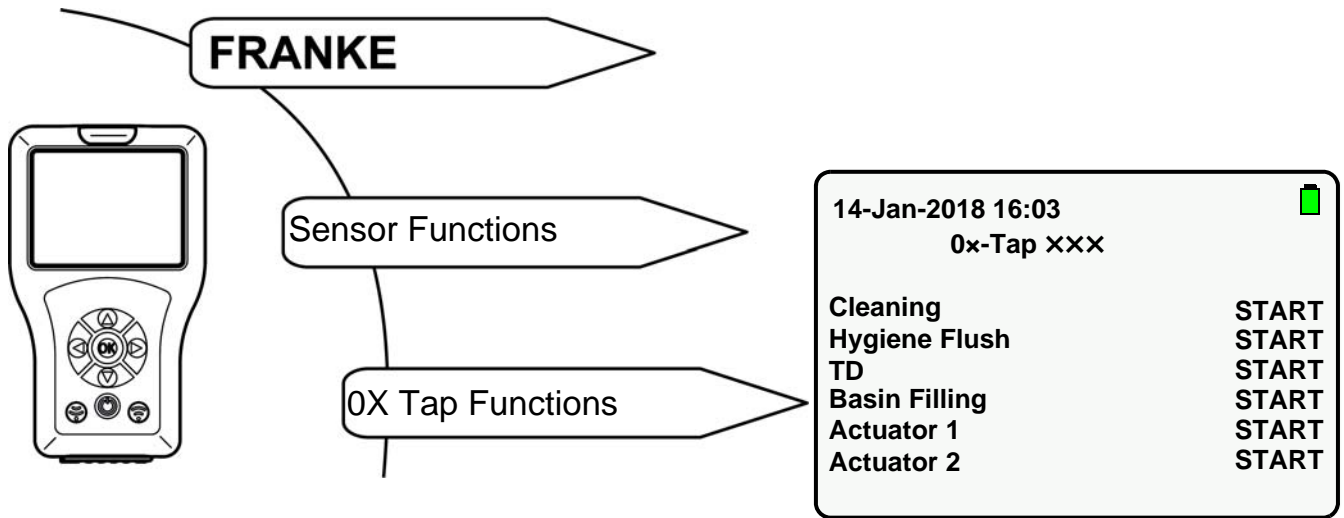 FRANKE
Sensor Functions
0X Tap Functions
14-Jan-2018 16:03
0×-Tap ×××
Cleaning START
Hygiene Flush START
TD START
Basin Filling START
Actuator 1 START
Actuator 2 START
OK